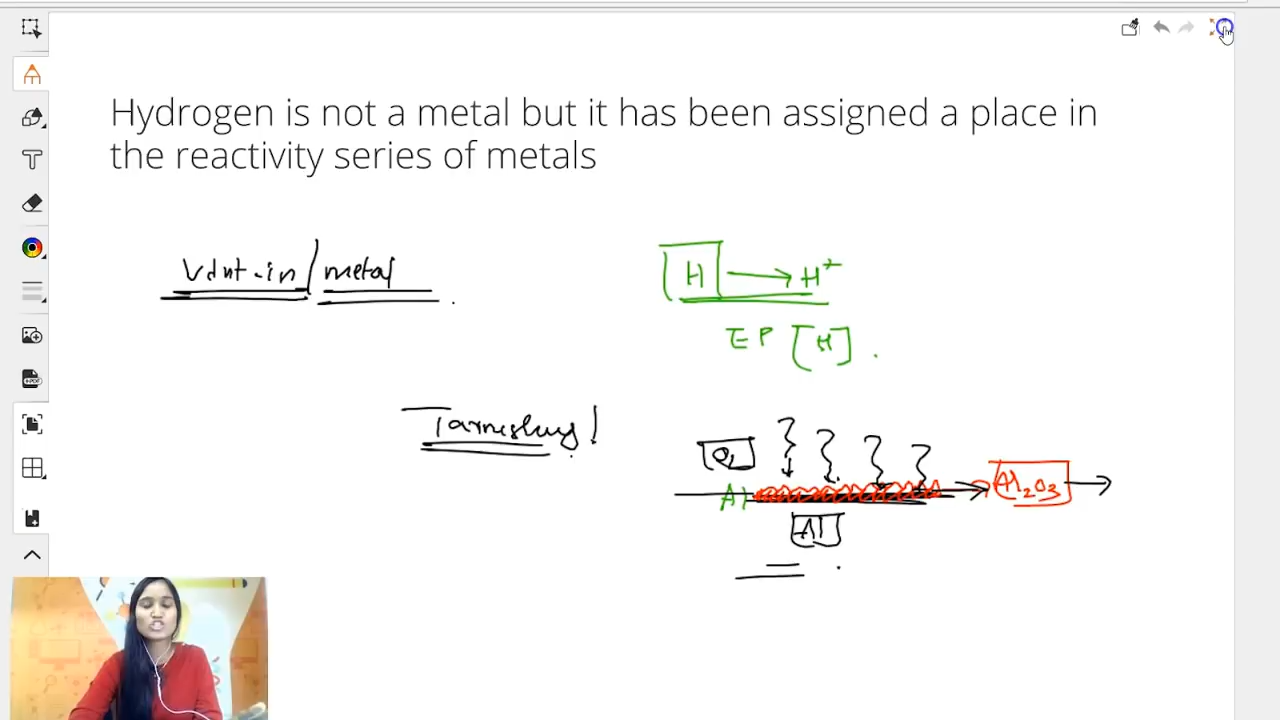 Hydrogen is not a metal but it has been assigned a place in
the reactivity series of metals
metal
H → H⁺
EP [H]
Tarnishing!
O₂
Al
Al₂O₃
Al
T
+PDF